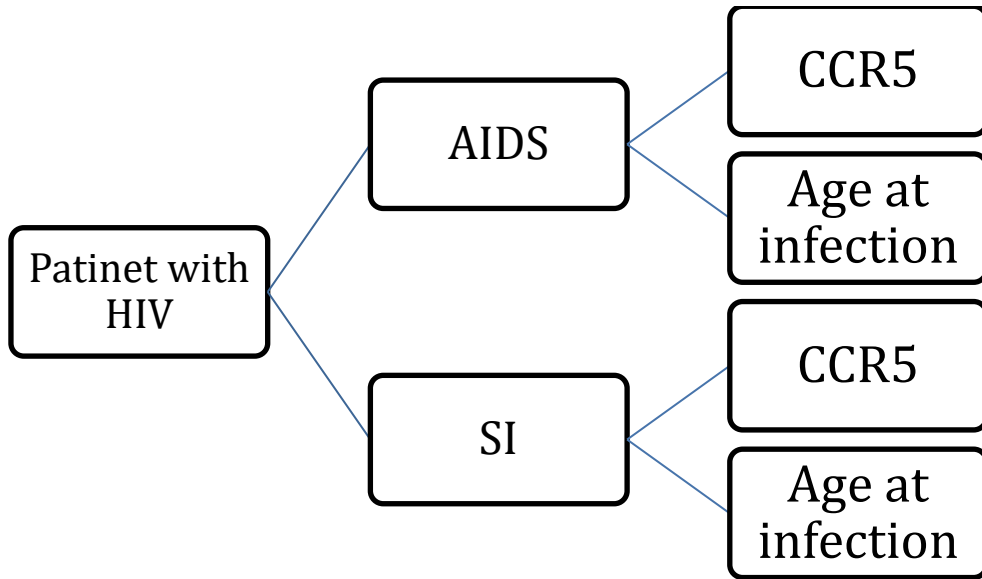 Patinet with
HIV
AIDS
SI
CCR5
Age at
infection
CCR5
Age at
infection